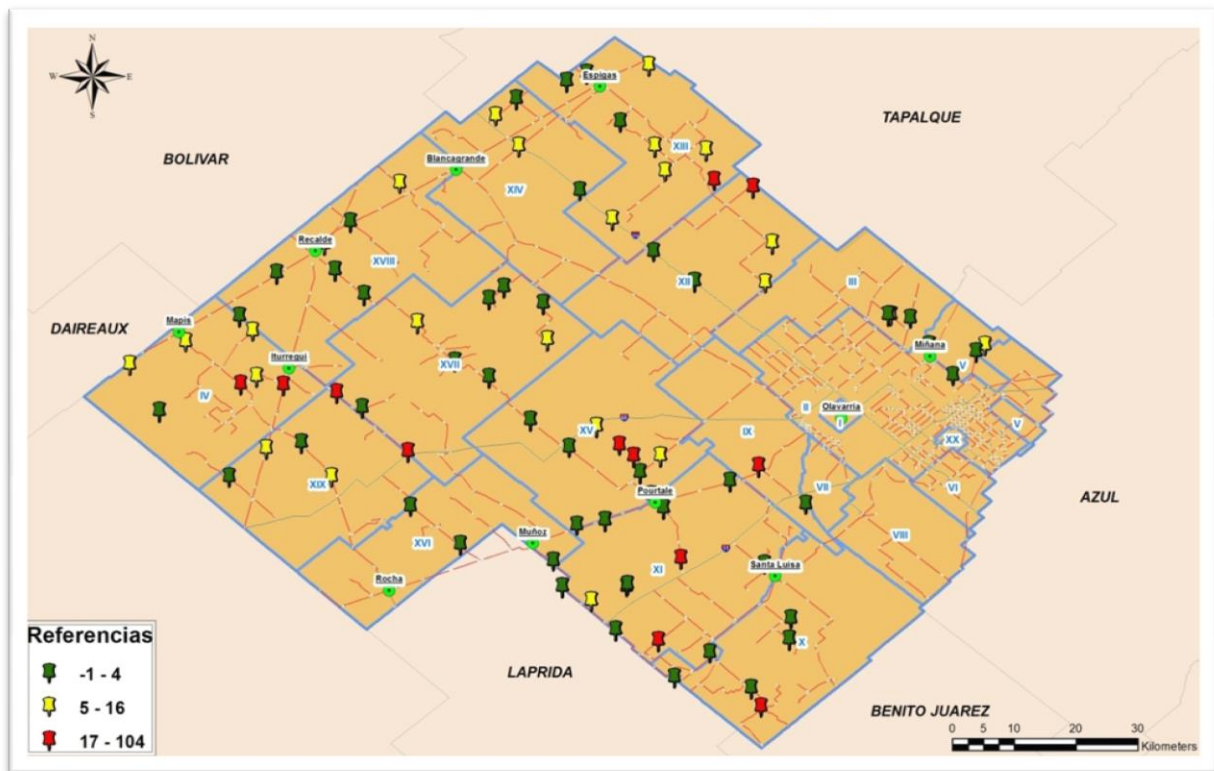 N
W
E
S
TAPALQUE
BOLIVAR
DAIREAUX
AZUL
LAPRIDA
BENITO JUAREZ
Espigas
XIII
Blancagrande
XIV
Recalde
XVIII
XII
III
Mapis
Miñana
V
Iturregui
XVII
IV
II
Olavarria
I
XV
IX
V
XX
XIX
VII
VI
Pourtale
XVI
Muñoz
VIII
XI
Santa Luisa
Rocha
X
Referencias
-1 - 4
5 - 16
17 - 104
0 5 10 20 30
Kilometers